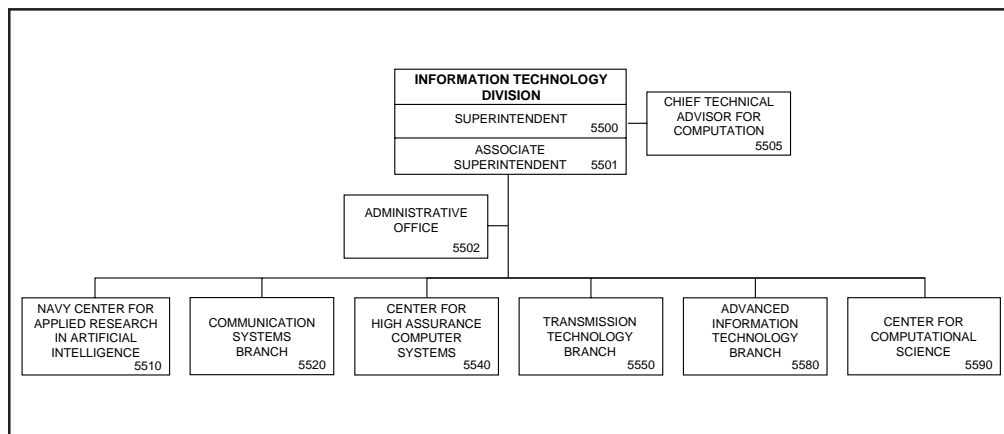 INFORMATION TECHNOLOGY
DIVISION
SUPERINTENDENT
5500
ASSOCIATE
SUPERINTENDENT
5501
CHIEF TECHNICAL
ADVISOR FOR
COMPUTATION
5505
ADMINISTRATIVE
OFFICE
5502
NAVY CENTER FOR
APPLIED RESEARCH
IN ARTIFICIAL
INTELLIGENCE
5510
COMMUNICATION
SYSTEMS
BRANCH
5520
CENTER FOR
HIGH ASSURANCE
COMPUTER
SYSTEMS
5540
TRANSMISSION
TECHNOLOGY
BRANCH
5550
ADVANCED
INFORMATION
TECHNOLOGY
BRANCH
5580
CENTER FOR
COMPUTATIONAL
SCIENCE
5590